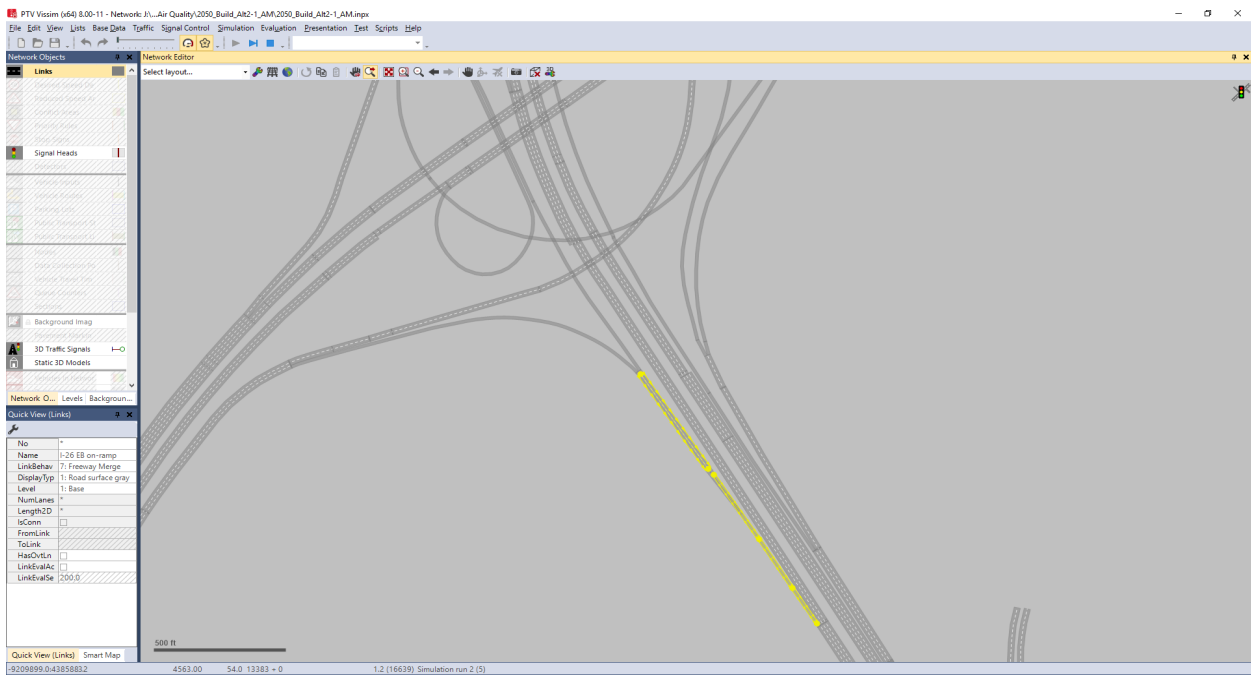 PTV Vissim (x64) 8.00-11 - Network: J:\...Air Quality\2050_Build_Alt2-1_AM\2050_Build_Alt2-1_AM.inpx
File Edit View Lists Base Data Traffic Signal Control Simulation Evaluation Presentation Test Scripts Help
Network Objects
Network Editor
Links
Select layout...
Signal Heads
Background Imag
3D Traffic Signals
Static 3D Models
Network O... Levels Backgroun...
Quick View (Links)
No *
Name I-26 EB on-ramp
LinkBehav 7: Freeway Merge
DisplayTyp 1: Road surface gray
Level 1: Base
NumLanes *
Length2D *
IsConn
FromLink
ToLink
HasOvtLn
LinkEvalAc
LinkEvalSe 200.0
500 ft
Quick View (Links) Smart Map
-9209899.0:4385883.2 4563.00 54.0 13383 + 0 1.2 (16639) Simulation run 2 (5)